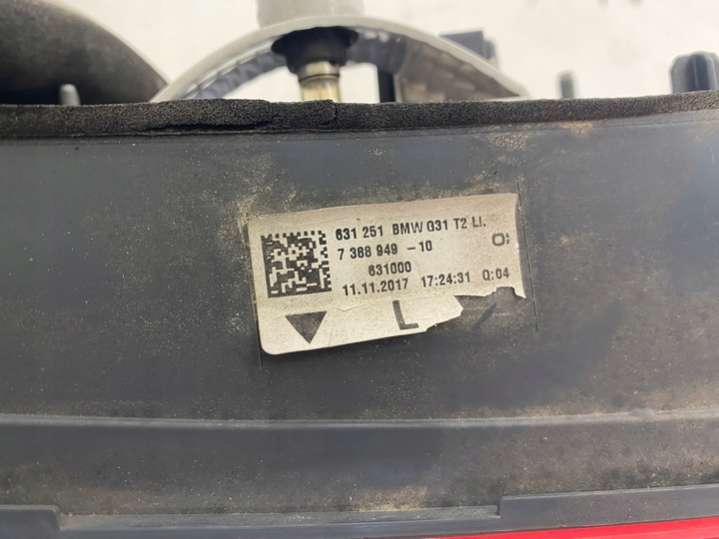 631 251 BMW G31 T2 LI.
7 388 949 - 10
631000
11.11.2017 17:24:31 Q:04
L